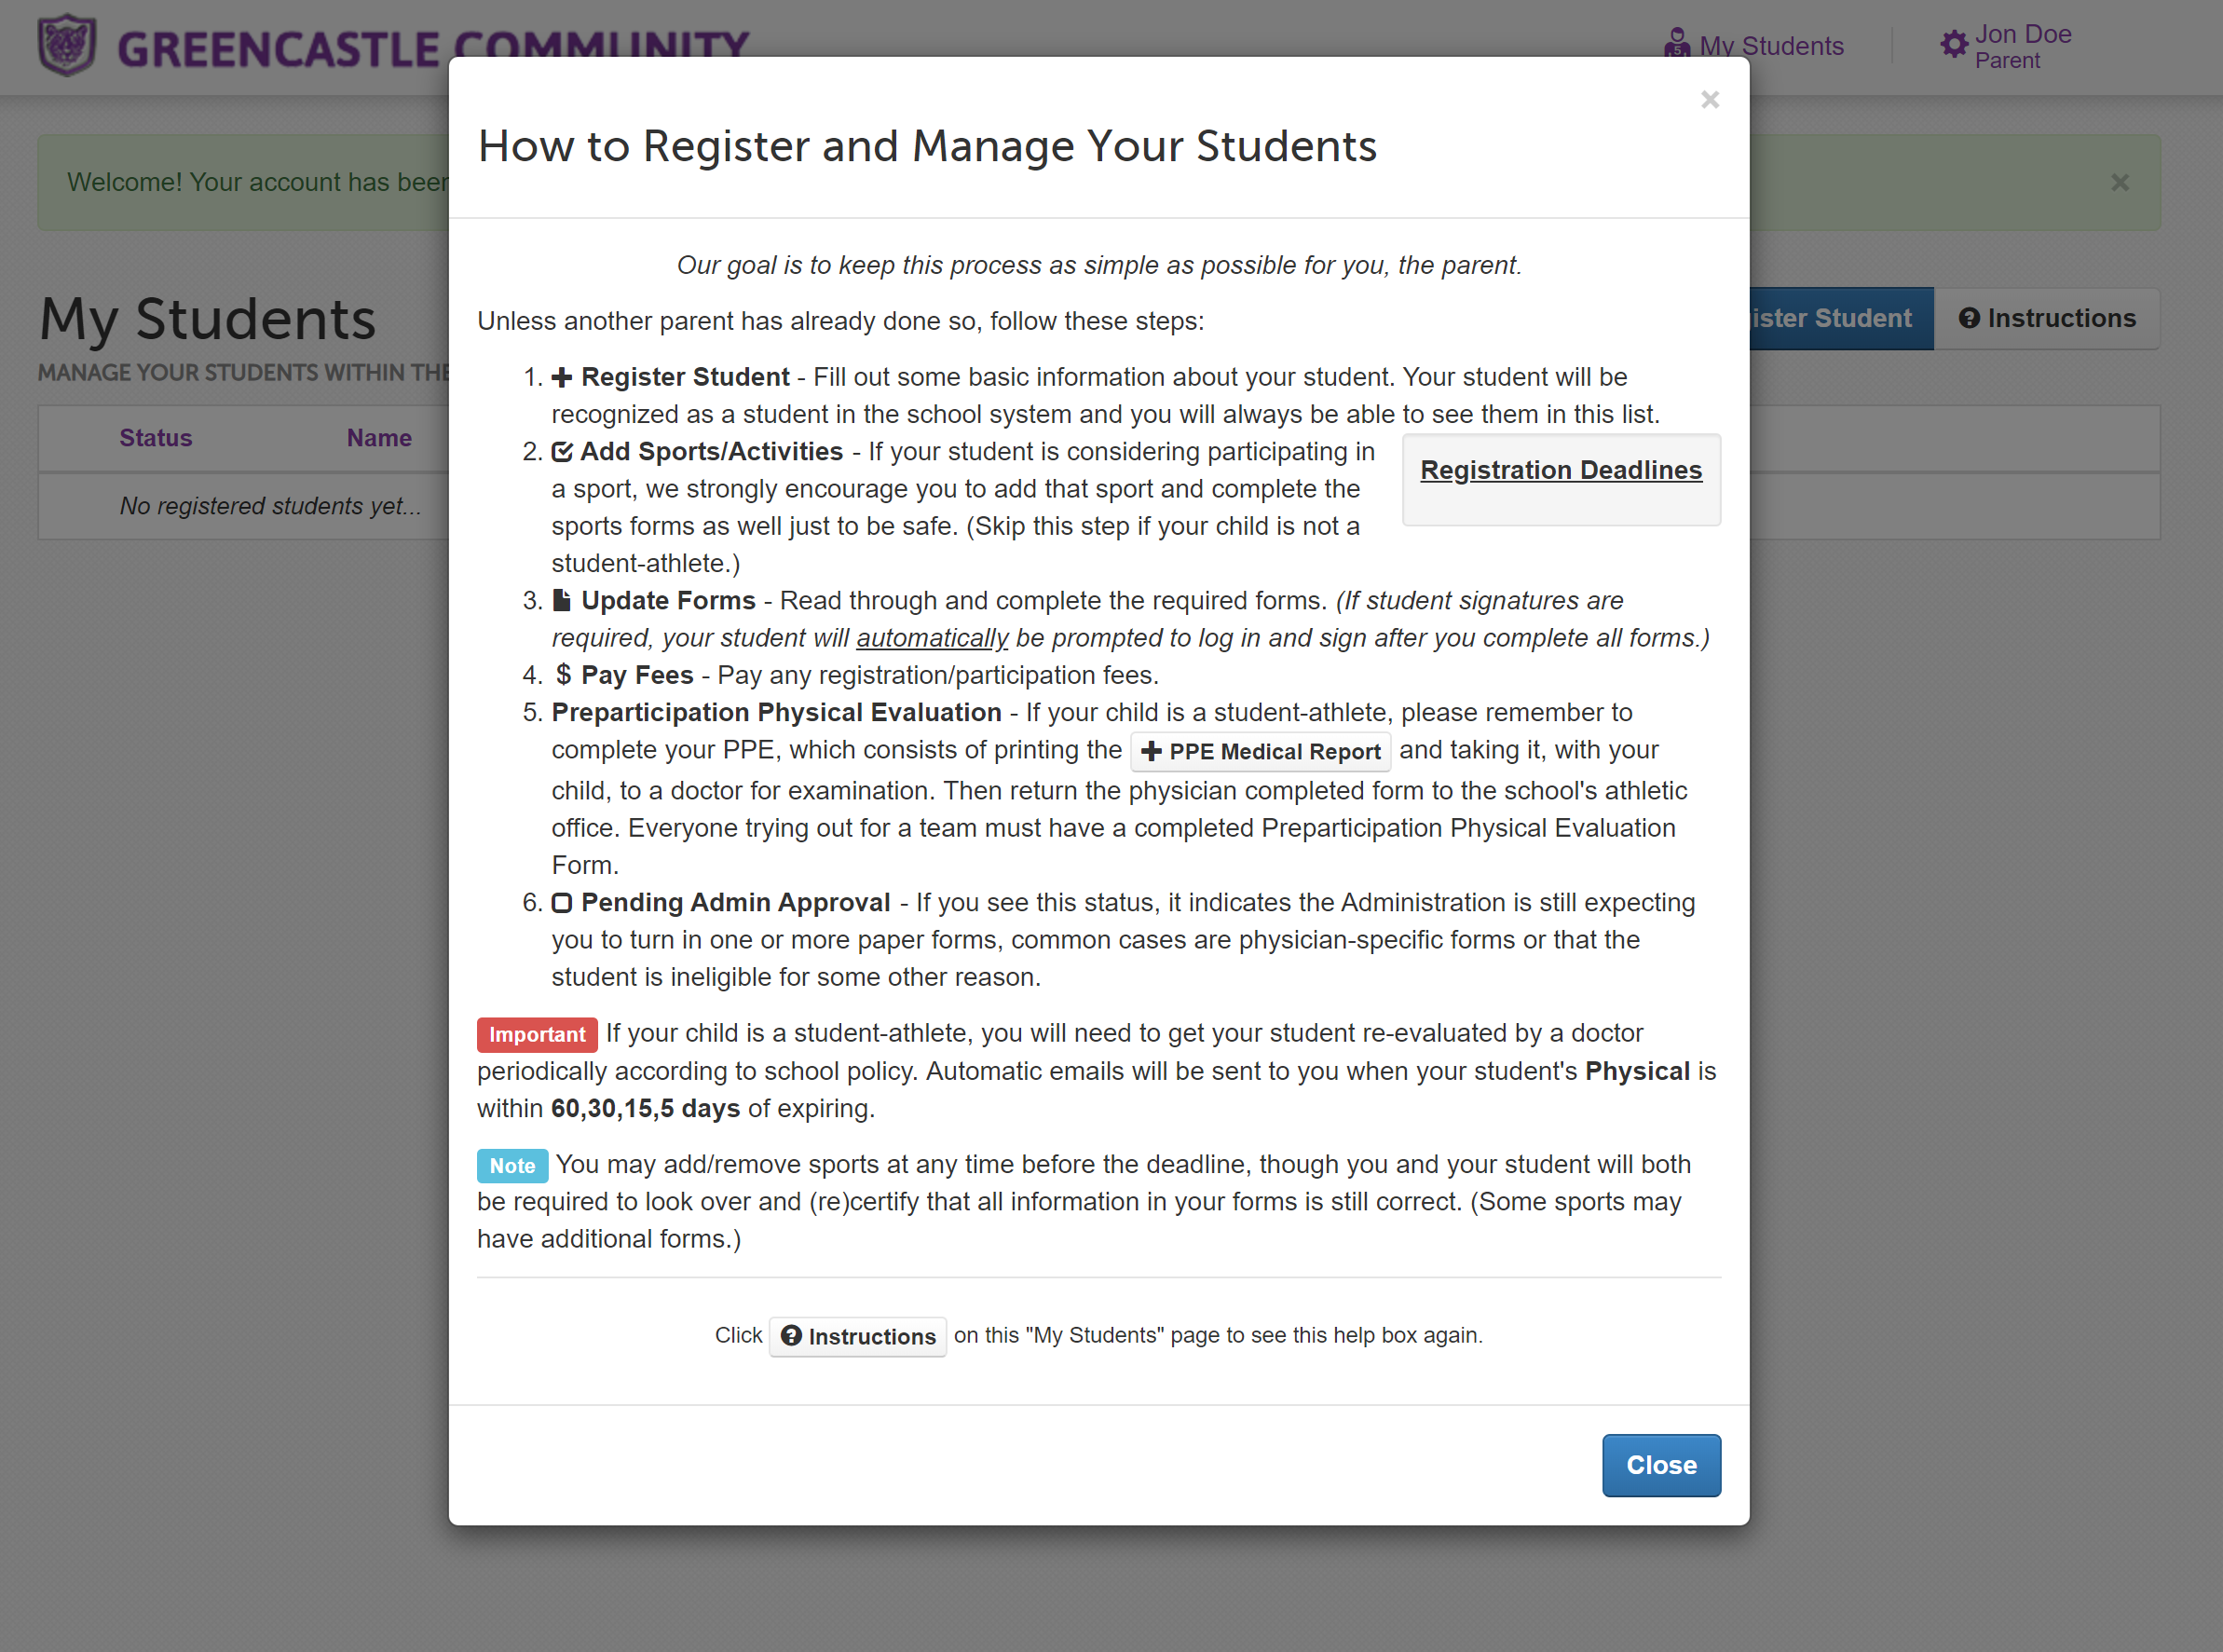 GREENCASTLE COMMUNITY
My Students
Jon Doe
Parent
Welcome! Your account has been
My Students
MANAGE YOUR STUDENTS WITHIN THE
ister Student
Instructions
Status Name
No registered students yet...
×
How to Register and Manage Your Students
Our goal is to keep this process as simple as possible for you, the parent.
Unless another parent has already done so, follow these steps:
1. Register Student - Fill out some basic information about your student. Your student will be
recognized as a student in the school system and you will always be able to see them in this list.
2. Add Sports/Activities - If your student is considering participating in
a sport, we strongly encourage you to add that sport and complete the
sports forms as well just to be safe. (Skip this step if your child is not a
student-athlete.)
Registration Deadlines
3. Update Forms - Read through and complete the required forms. (If student signatures are
required, your student will automatically be prompted to log in and sign after you complete all forms.)
4. $ Pay Fees - Pay any registration/participation fees.
5. Preparticipation Physical Evaluation - If your child is a student-athlete, please remember to
complete your PPE, which consists of printing the PPE Medical Report and taking it, with your
child, to a doctor for examination. Then return the physician completed form to the school's athletic
office. Everyone trying out for a team must have a completed Preparticipation Physical Evaluation
Form.
6. Pending Admin Approval - If you see this status, it indicates the Administration is still expecting
you to turn in one or more paper forms, common cases are physician-specific forms or that the
student is ineligible for some other reason.
Important If your child is a student-athlete, you will need to get your student re-evaluated by a doctor
periodically according to school policy. Automatic emails will be sent to you when your student's Physical is
within 60,30,15,5 days of expiring.
Note You may add/remove sports at any time before the deadline, though you and your student will both
be required to look over and (re)certify that all information in your forms is still correct. (Some sports may
have additional forms.)
Click Instructions on this "My Students" page to see this help box again.
Close